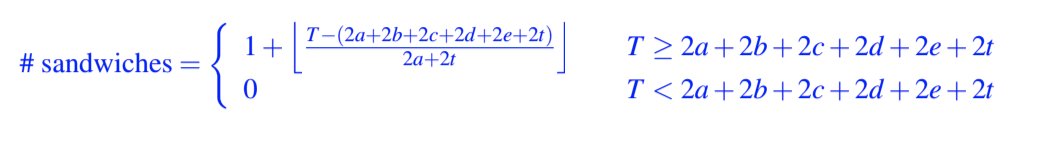 # sandwiches = { 1 + ⌊ (T−(2a+2b+2c+2d+2e+2t)) / (2a+2t) ⌋    T ≥ 2a+2b+2c+2d+2e+2t
0    T < 2a+2b+2c+2d+2e+2t